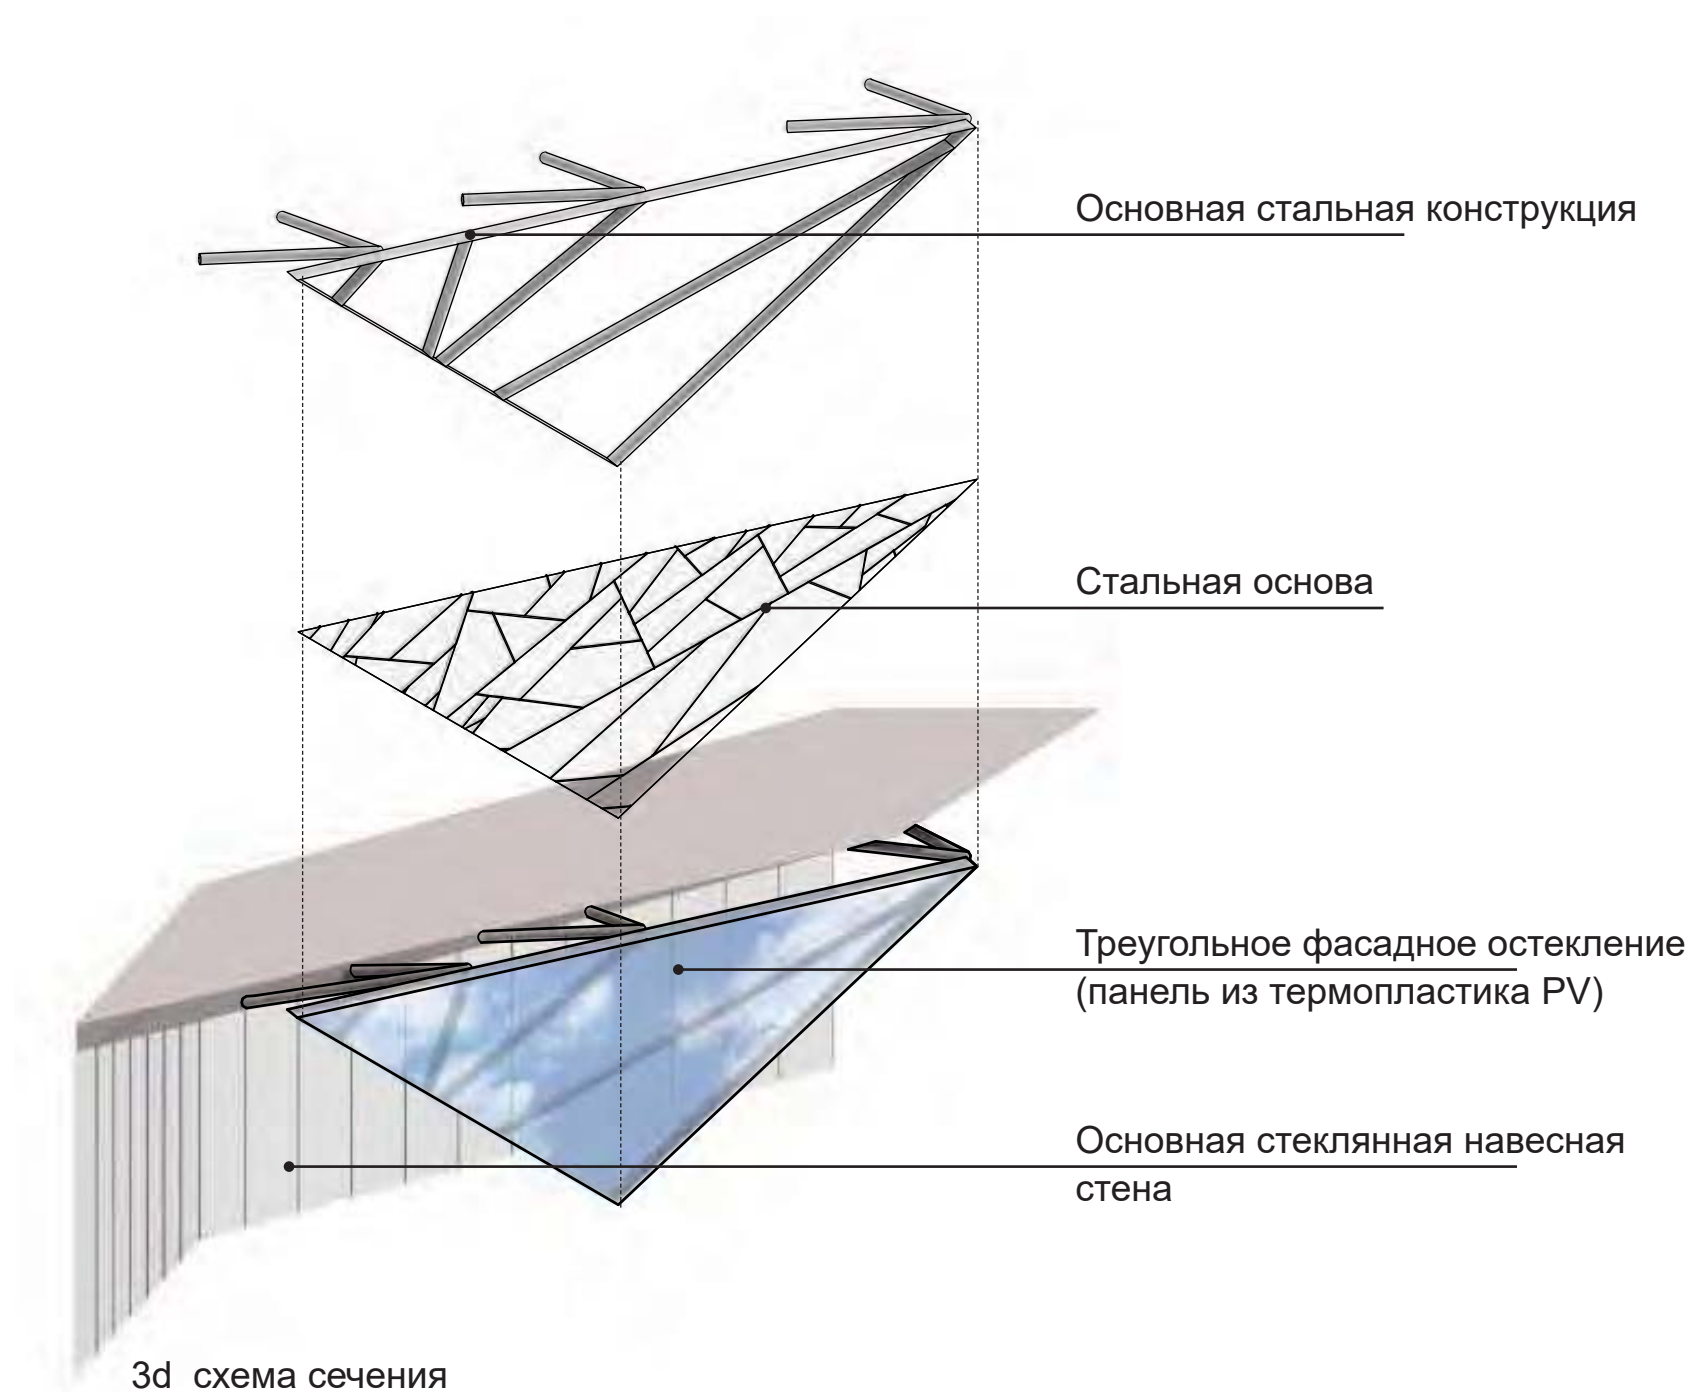 Основная стальная конструкция
Стальная основа
Треугольное фасадное остекление
(панель из термопластика PV)
Основная стеклянная навесная
стена
3d схема сечения